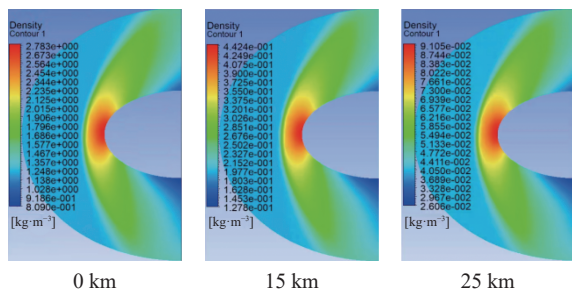 Density
Contour 1
2.783e+000
2.673e+000
2.564e+000
2.454e+000
2.344e+000
2.235e+000
2.125e+000
2.015e+000
1.906e+000
1.796e+000
1.686e+000
1.577e+000
1.467e+000
1.357e+000
1.248e+000
1.138e+000
1.028e+000
9.186e-001
8.090e-001
[kg·m⁻³]
0 km
Density
Contour 1
4.424e-001
4.249e-001
4.075e-001
3.900e-001
3.725e-001
3.550e-001
3.375e-001
3.201e-001
3.026e-001
2.851e-001
2.676e-001
2.502e-001
2.327e-001
2.152e-001
1.977e-001
1.803e-001
1.628e-001
1.453e-001
1.278e-001
[kg·m⁻³]
15 km
Density
Contour 1
9.105e-002
8.744e-002
8.383e-002
8.022e-002
7.661e-002
7.300e-002
6.939e-002
6.577e-002
6.216e-002
5.855e-002
5.494e-002
5.133e-002
4.772e-002
4.411e-002
4.050e-002
3.689e-002
3.328e-002
2.967e-002
2.606e-002
[kg·m⁻³]
25 km